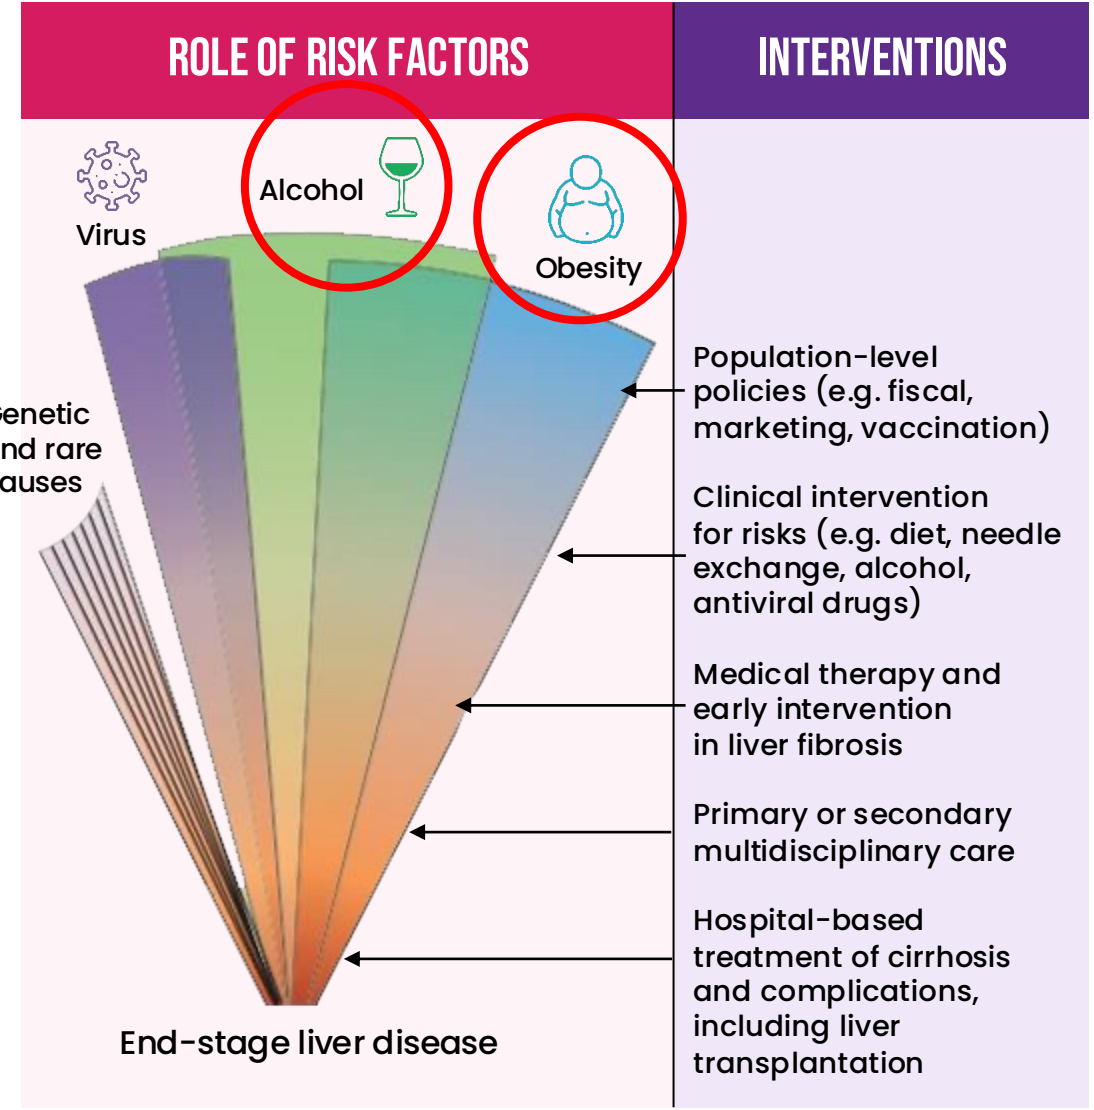 ROLE OF RISK FACTORS
INTERVENTIONS
Virus
Alcohol
Obesity
enetic
nd rare
auses
End-stage liver disease
Population-level
policies (e.g. fiscal,
marketing, vaccination)
Clinical intervention
for risks (e.g. diet, needle
exchange, alcohol,
antiviral drugs)
Medical therapy and
early intervention
in liver fibrosis
Primary or secondary
multidisciplinary care
Hospital-based
treatment of cirrhosis
and complications,
including liver
transplantation